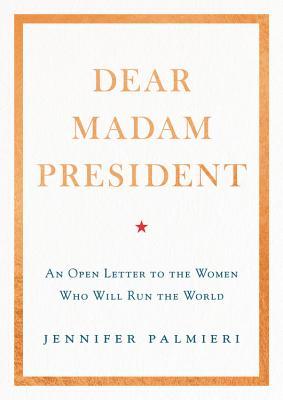 DEAR
MADAM
PRESIDENT
AN OPEN LETTER TO THE WOMEN
WHO WILL RUN THE WORLD
JENNIFER PALMIERI